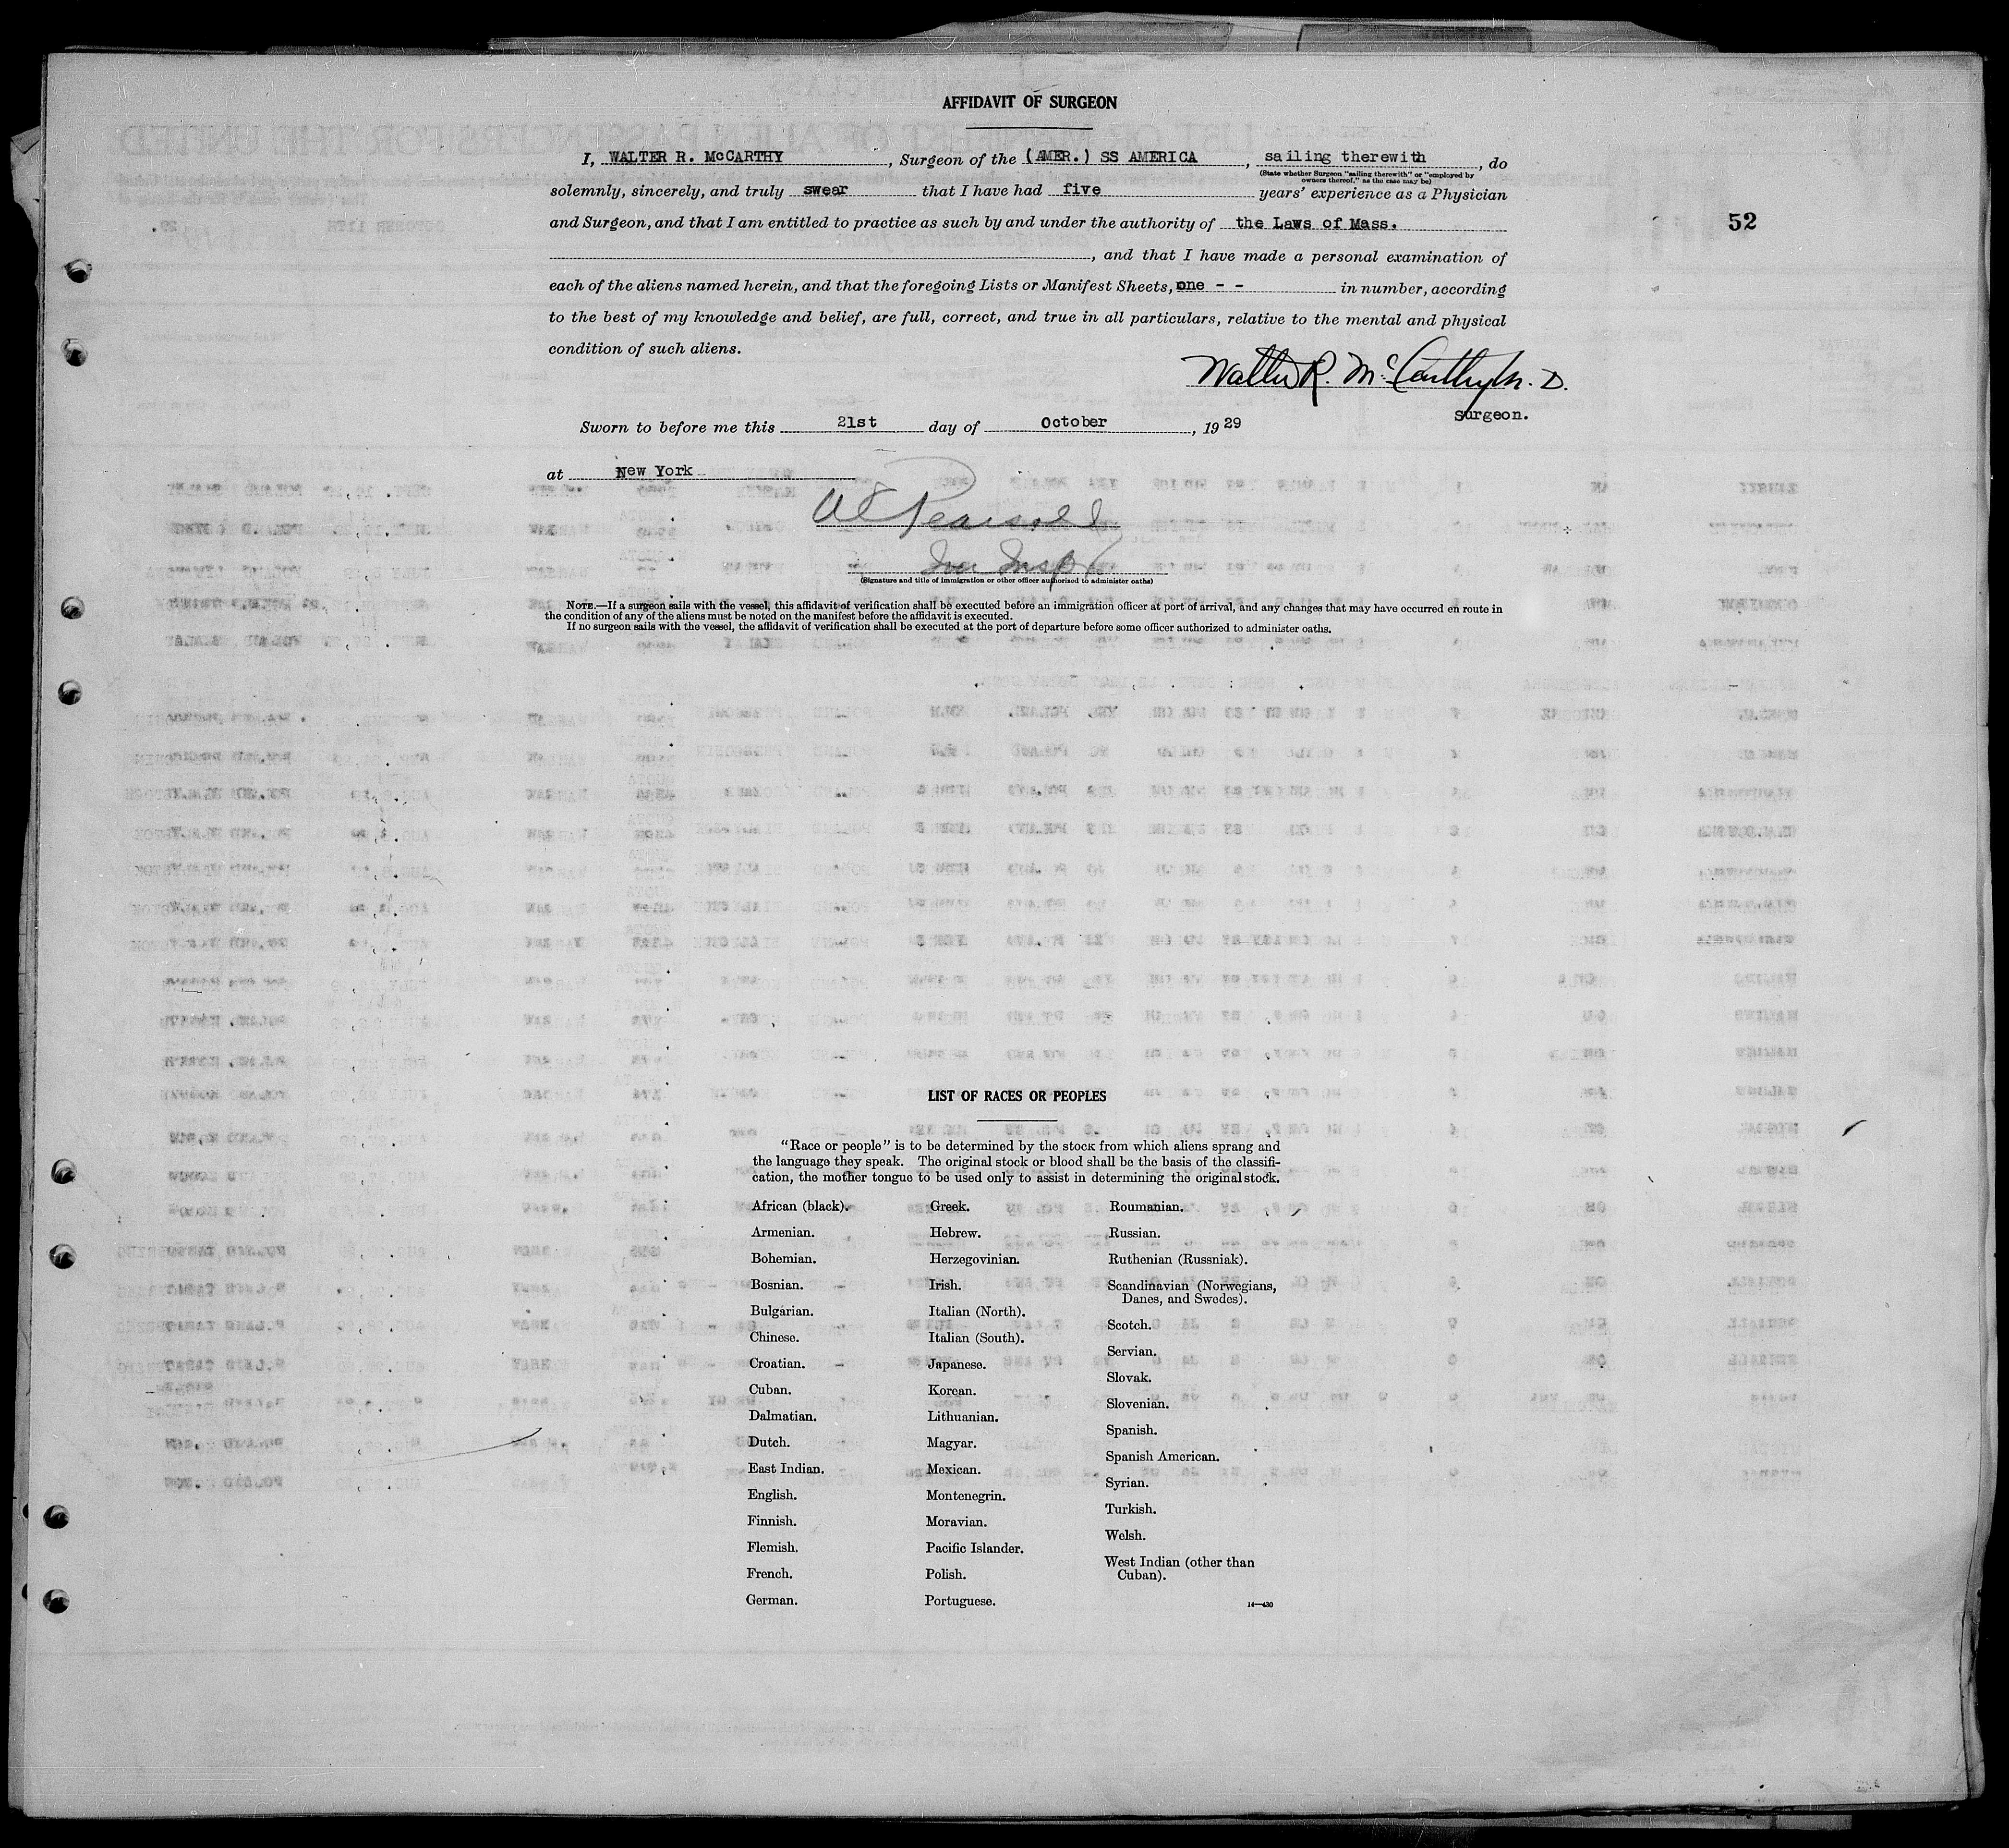 AFFIDAVIT OF SURGEON
I, WALTER R. McCARTHY, Surgeon of the (AMER.) SS AMERICA, sailing therewith, do
(State whether Surgeon "sailing therewith" or "employed by
owners thereof," as the case may be)
solemnly, sincerely, and truly swear that I have had five years' experience as a Physician
and Surgeon, and that I am entitled to practice as such by and under the authority of the Laws of Mass.
, and that I have made a personal examination of
each of the aliens named herein, and that the foregoing Lists or Manifest Sheets, one - - in number, according
to the best of my knowledge and belief, are full, correct, and true in all particulars, relative to the mental and physical
condition of such aliens.
52
Walter R. McCarthy M.D.
Surgeon.
Sworn to before me this 21st day of October, 1929
at New York
(Signature and title of immigration or other officer authorized to administer oaths)
NOTE.—If a surgeon sails with the vessel, this affidavit of verification shall be executed before an immigration officer at port of arrival, and any changes that may have occurred en route in
the condition of any of the aliens must be noted on the manifest before the affidavit is executed.
If no surgeon sails with the vessel, the affidavit of verification shall be executed at the port of departure before some officer authorized to administer oaths.
LIST OF RACES OR PEOPLES
"Race or people" is to be determined by the stock from which aliens sprang and
the language they speak. The original stock or blood shall be the basis of the classifi-
cation, the mother tongue to be used only to assist in determining the original stock.
African (black).
Armenian.
Bohemian.
Bosnian.
Bulgarian.
Chinese.
Croatian.
Cuban.
Dalmatian.
Dutch.
East Indian.
English.
Finnish.
Flemish.
French.
German.
Greek.
Hebrew.
Herzegovinian.
Irish.
Italian (North).
Italian (South).
Japanese.
Korean.
Lithuanian.
Magyar.
Mexican.
Montenegrin.
Moravian.
Pacific Islander.
Polish.
Portuguese.
Roumanian.
Russian.
Ruthenian (Russniak).
Scandinavian (Norwegians,
Danes, and Swedes).
Scotch.
Servian.
Slovak.
Slovenian.
Spanish.
Spanish American.
Syrian.
Turkish.
Welsh.
West Indian (other than
Cuban).
14—430